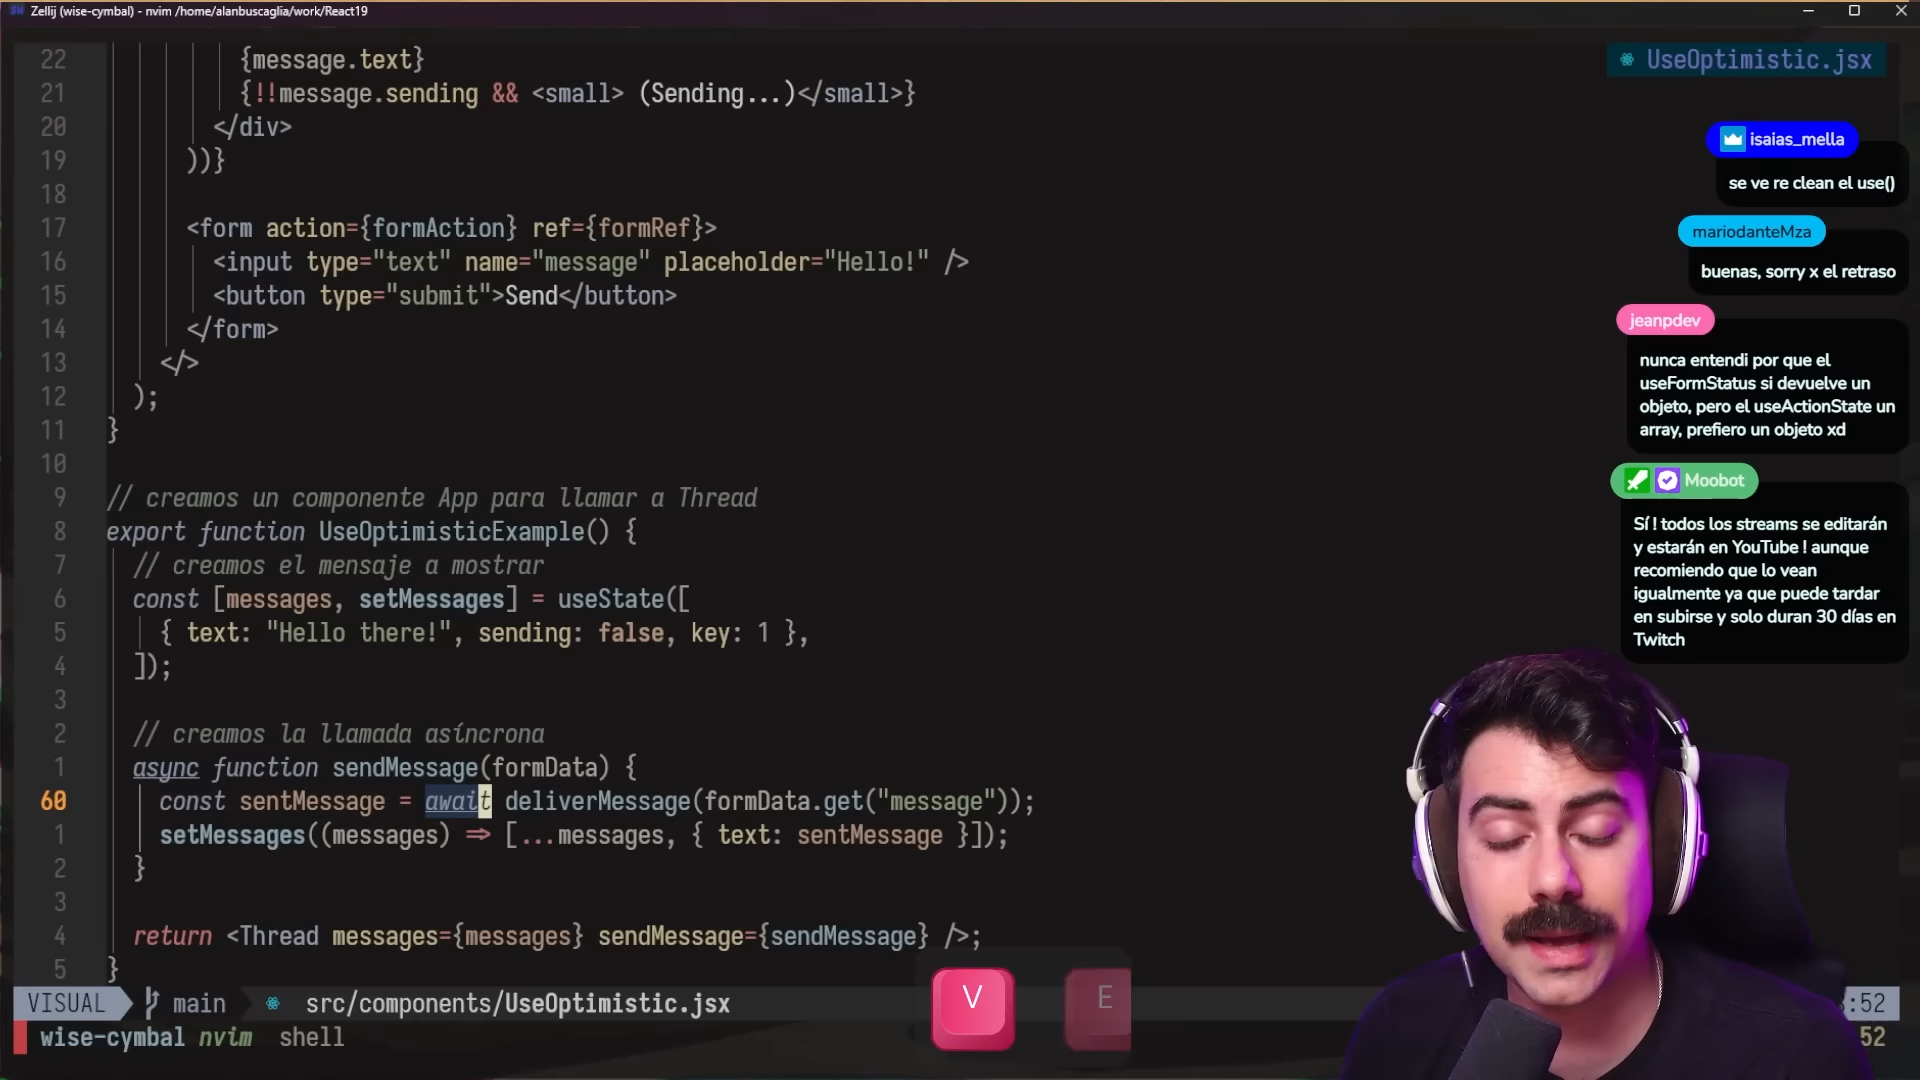 Zellij (wise-cymbal) - nvim /home/alanbuscaglia/work/React19
UseOptimistic.jsx
22 {message.text}
21 {!!message.sending && <small> (Sending...)</small>}
20 </div>
19 ))}
18
17 <form action={formAction} ref={formRef}>
16 <input type="text" name="message" placeholder="Hello!" />
15 <button type="submit">Send</button>
14 </form>
13 </>
12 );
11 }
10
9 // creamos un componente App para llamar a Thread
8 export function UseOptimisticExample() {
7 // creamos el mensaje a mostrar
6 const [messages, setMessages] = useState([
5 { text: "Hello there!", sending: false, key: 1 },
4 ]);
3
2 // creamos la llamada asíncrona
1 async function sendMessage(formData) {
60 const sentMessage = await deliverMessage(formData.get("message"));
1 setMessages((messages) => [...messages, { text: sentMessage }]);
2 }
3
4 return <Thread messages={messages} sendMessage={sendMessage} />;
5 }
VISUAL main src/components/UseOptimistic.jsx :52
wise-cymbal nvim shell 52
isaias_mella
se ve re clean el use()
mariodanteMza
buenas, sorry x el retraso
jeanpdev
nunca entendi por que el
useFormStatus si devuelve un
objeto, pero el useActionState un
array, prefiero un objeto xd
Moobot
Sí ! todos los streams se editarán
y estarán en YouTube ! aunque
recomiendo que lo vean
igualmente ya que puede tardar
en subirse y solo duran 30 días en
Twitch
V
E